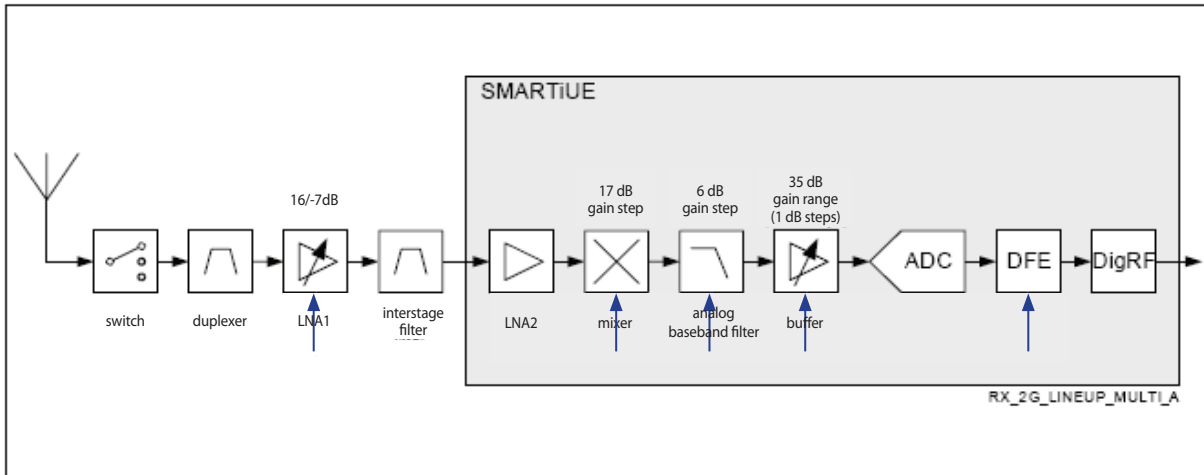 SMARTiUE
16/-7dB
17 dB
gain step
6 dB
gain step
35 dB
gain range
(1 dB steps)
ADC
DFE
DigRF
switch
duplexer
LNA1
interstage
filter
LNA2
mixer
analog
baseband filter
buffer
RX_2G_LINEUP_MULTI_A